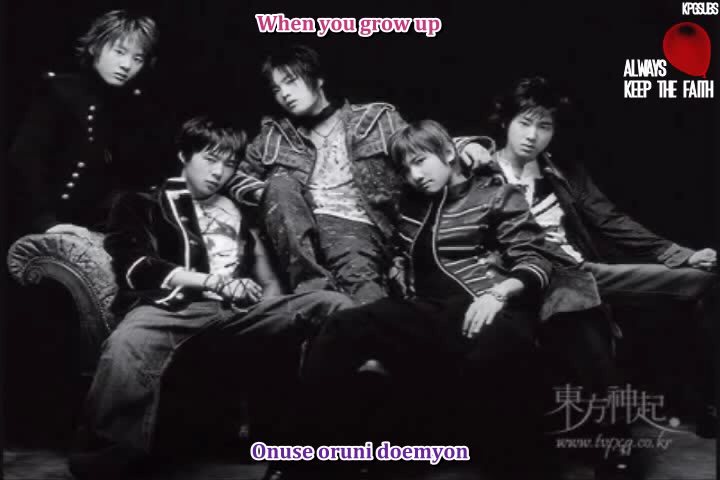 When you grow up
KPGSUBS
ALWAYS
KEEP THE FAITH
東方神起.
www.tvxq.co.kr
Onuse oruni doemyon